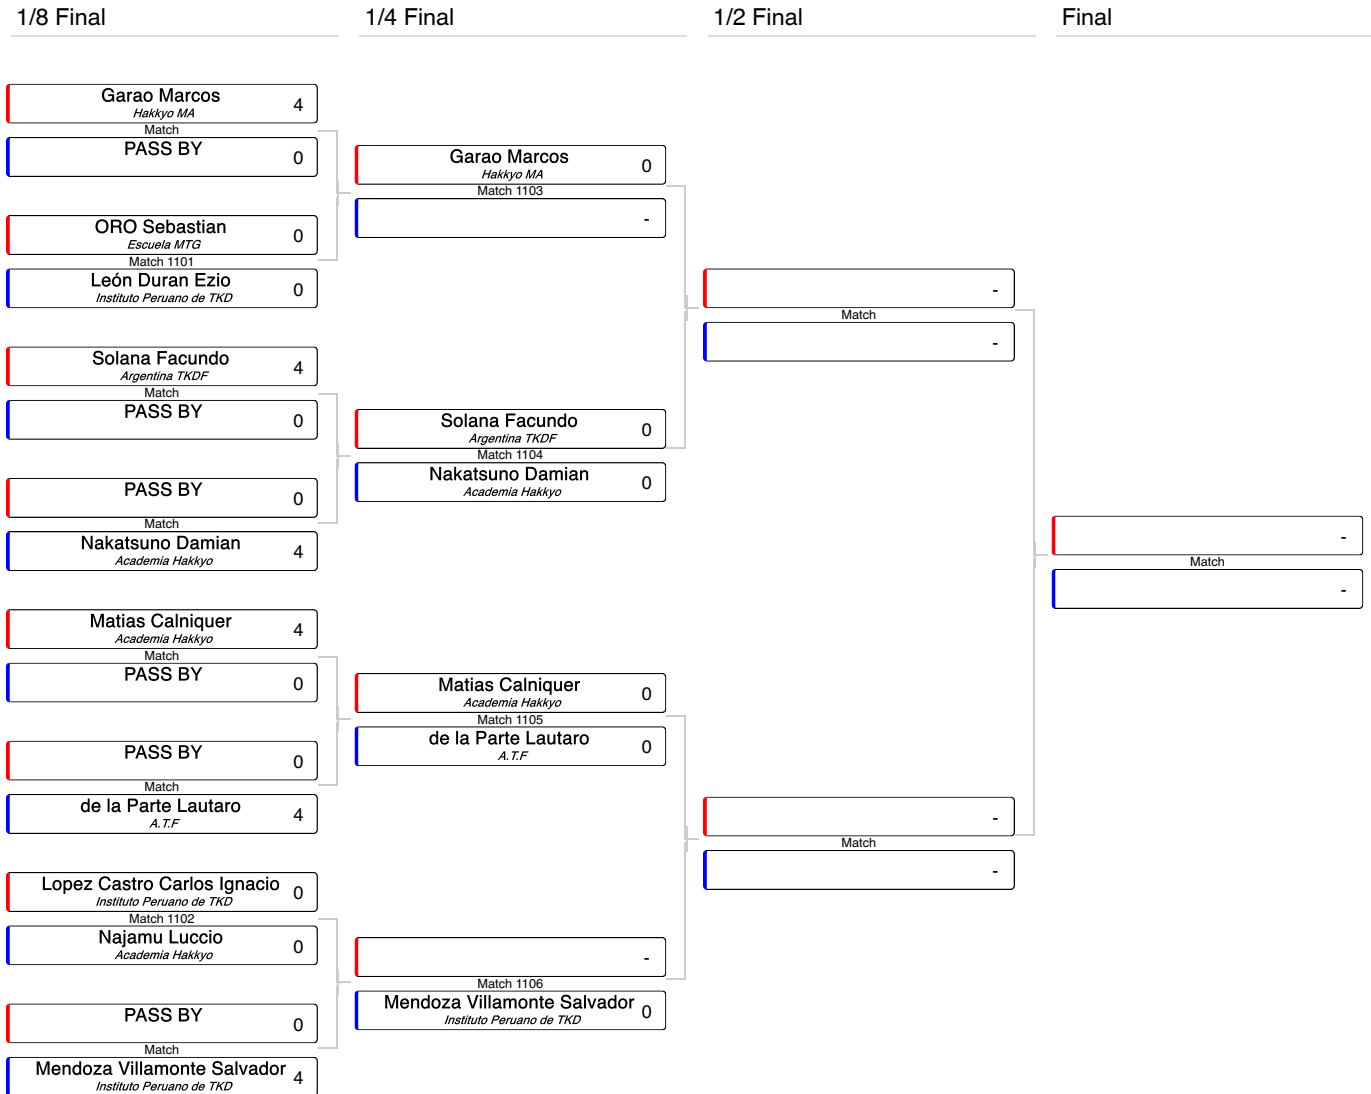 1/8 Final
1/4 Final
1/2 Final
Final
Garao Marcos
Hakkyo MA
4
Match
PASS BY
0
ORO Sebastian
Escuela MTG
0
Match 1101
León Duran Ezio
Instituto Peruano de TKD
0
Solana Facundo
Argentina TKDF
4
Match
PASS BY
0
PASS BY
0
Match
Nakatsuno Damian
Academia Hakkyo
4
Matias Calniquer
Academia Hakkyo
4
Match
PASS BY
0
PASS BY
0
Match
de la Parte Lautaro
A.T.F
4
Lopez Castro Carlos Ignacio
Instituto Peruano de TKD
0
Match 1102
Najamu Luccio
Academia Hakkyo
0
PASS BY
0
Match
Mendoza Villamonte Salvador
Instituto Peruano de TKD
4
Garao Marcos
Hakkyo MA
0
Match 1103
-
Solana Facundo
Argentina TKDF
0
Match 1104
Nakatsuno Damian
Academia Hakkyo
0
Matias Calniquer
Academia Hakkyo
0
Match 1105
de la Parte Lautaro
A.T.F
0
-
Match 1106
Mendoza Villamonte Salvador
Instituto Peruano de TKD
0
-
Match
-
-
Match
-
-
Match
-